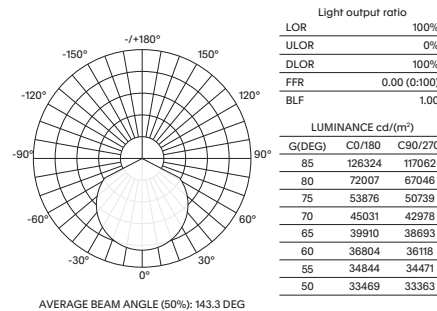 -/+180°
-150° 150°
-120° 120°
-90° 90°
-60° 60°
-30° 30°
0°
AVERAGE BEAM ANGLE (50%): 143.3 DEG
Light output ratio
LOR 100%
ULOR 0%
DLOR 100%
FFR 0.00 (0:100)
BLF 1.00
LUMINANCE cd/(m²)
G(DEG) C0/180 C90/270
85 126324 117062
80 72007 67046
75 53876 50739
70 45031 42978
65 39910 38693
60 36804 36118
55 34844 34471
50 33469 33363